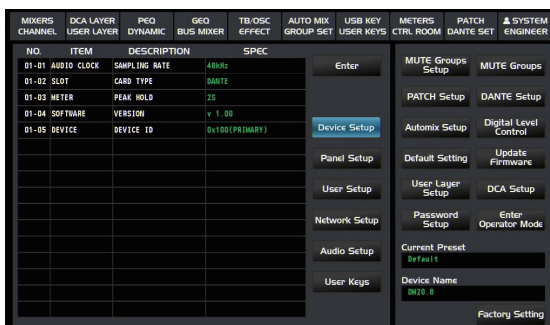 MIXERS DCA LAYER PEQ GEQ TB/OSC AUTO MIX USB KEY METERS PATCH SYSTEM
CHANNEL USER LAYER DYNAMIC BUS MIXER EFFECT GROUP SET USER KEYS CTRL ROOM DANTE SET ENGINEER
NO. ITEM DESCRIPTION SPEC
01-01 AUDIO CLOCK SAMPLING RATE 48kHz
01-02 SLOT CARD TYPE DANTE
01-03 METER PEAK HOLD 2S
01-04 SOFTWARE VERSION v 1.00
01-05 DEVICE DEVICE ID 0x100(PRIMARY)
Enter
Device Setup
Panel Setup
User Setup
Network Setup
Audio Setup
User Keys
MUTE Groups
Setup
MUTE Groups
PATCH Setup
DANTE Setup
Automix Setup
Digital Level
Control
Default Setting
Update
Firmware
User Layer
Setup
DCA Setup
Password
Setup
Enter
Operator Mode
Current Preset
Default
Device Name
DM20.8
Factory Setting